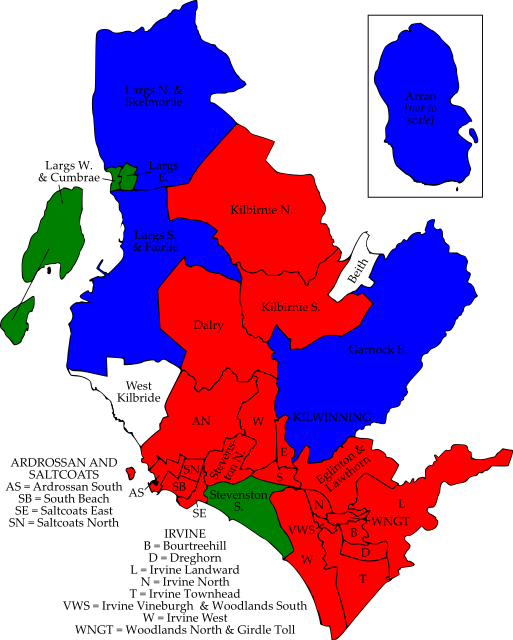 Largs N. &
Skelmorlie
Arran
(not to
scale)
Largs W.
& Cumbrae
Largs
E.
Kilbirnie N.
Largs S.
& Fairlie
Beith
Kilbirnie S.
Dalry
Garnock E.
West
Kilbride
KILWINNING
AN
W
E
S
Stevens-
ton N.
SN
SB
Eglinton &
Lawthorn
ARDROSSAN AND
SALTCOATS
AS = Ardrossan South
SB = South Beach
SE = Saltcoats East
SN = Saltcoats North
AS
SE
Stevenston
S.
N
L
WNGT
VWS
B
D
W
T
IRVINE
B = Bourtreehill
D = Dreghorn
L = Irvine Landward
N = Irvine North
T = Irvine Townhead
VWS = Irvine Vineburgh & Woodlands South
W = Irvine West
WNGT = Woodlands North & Girdle Toll